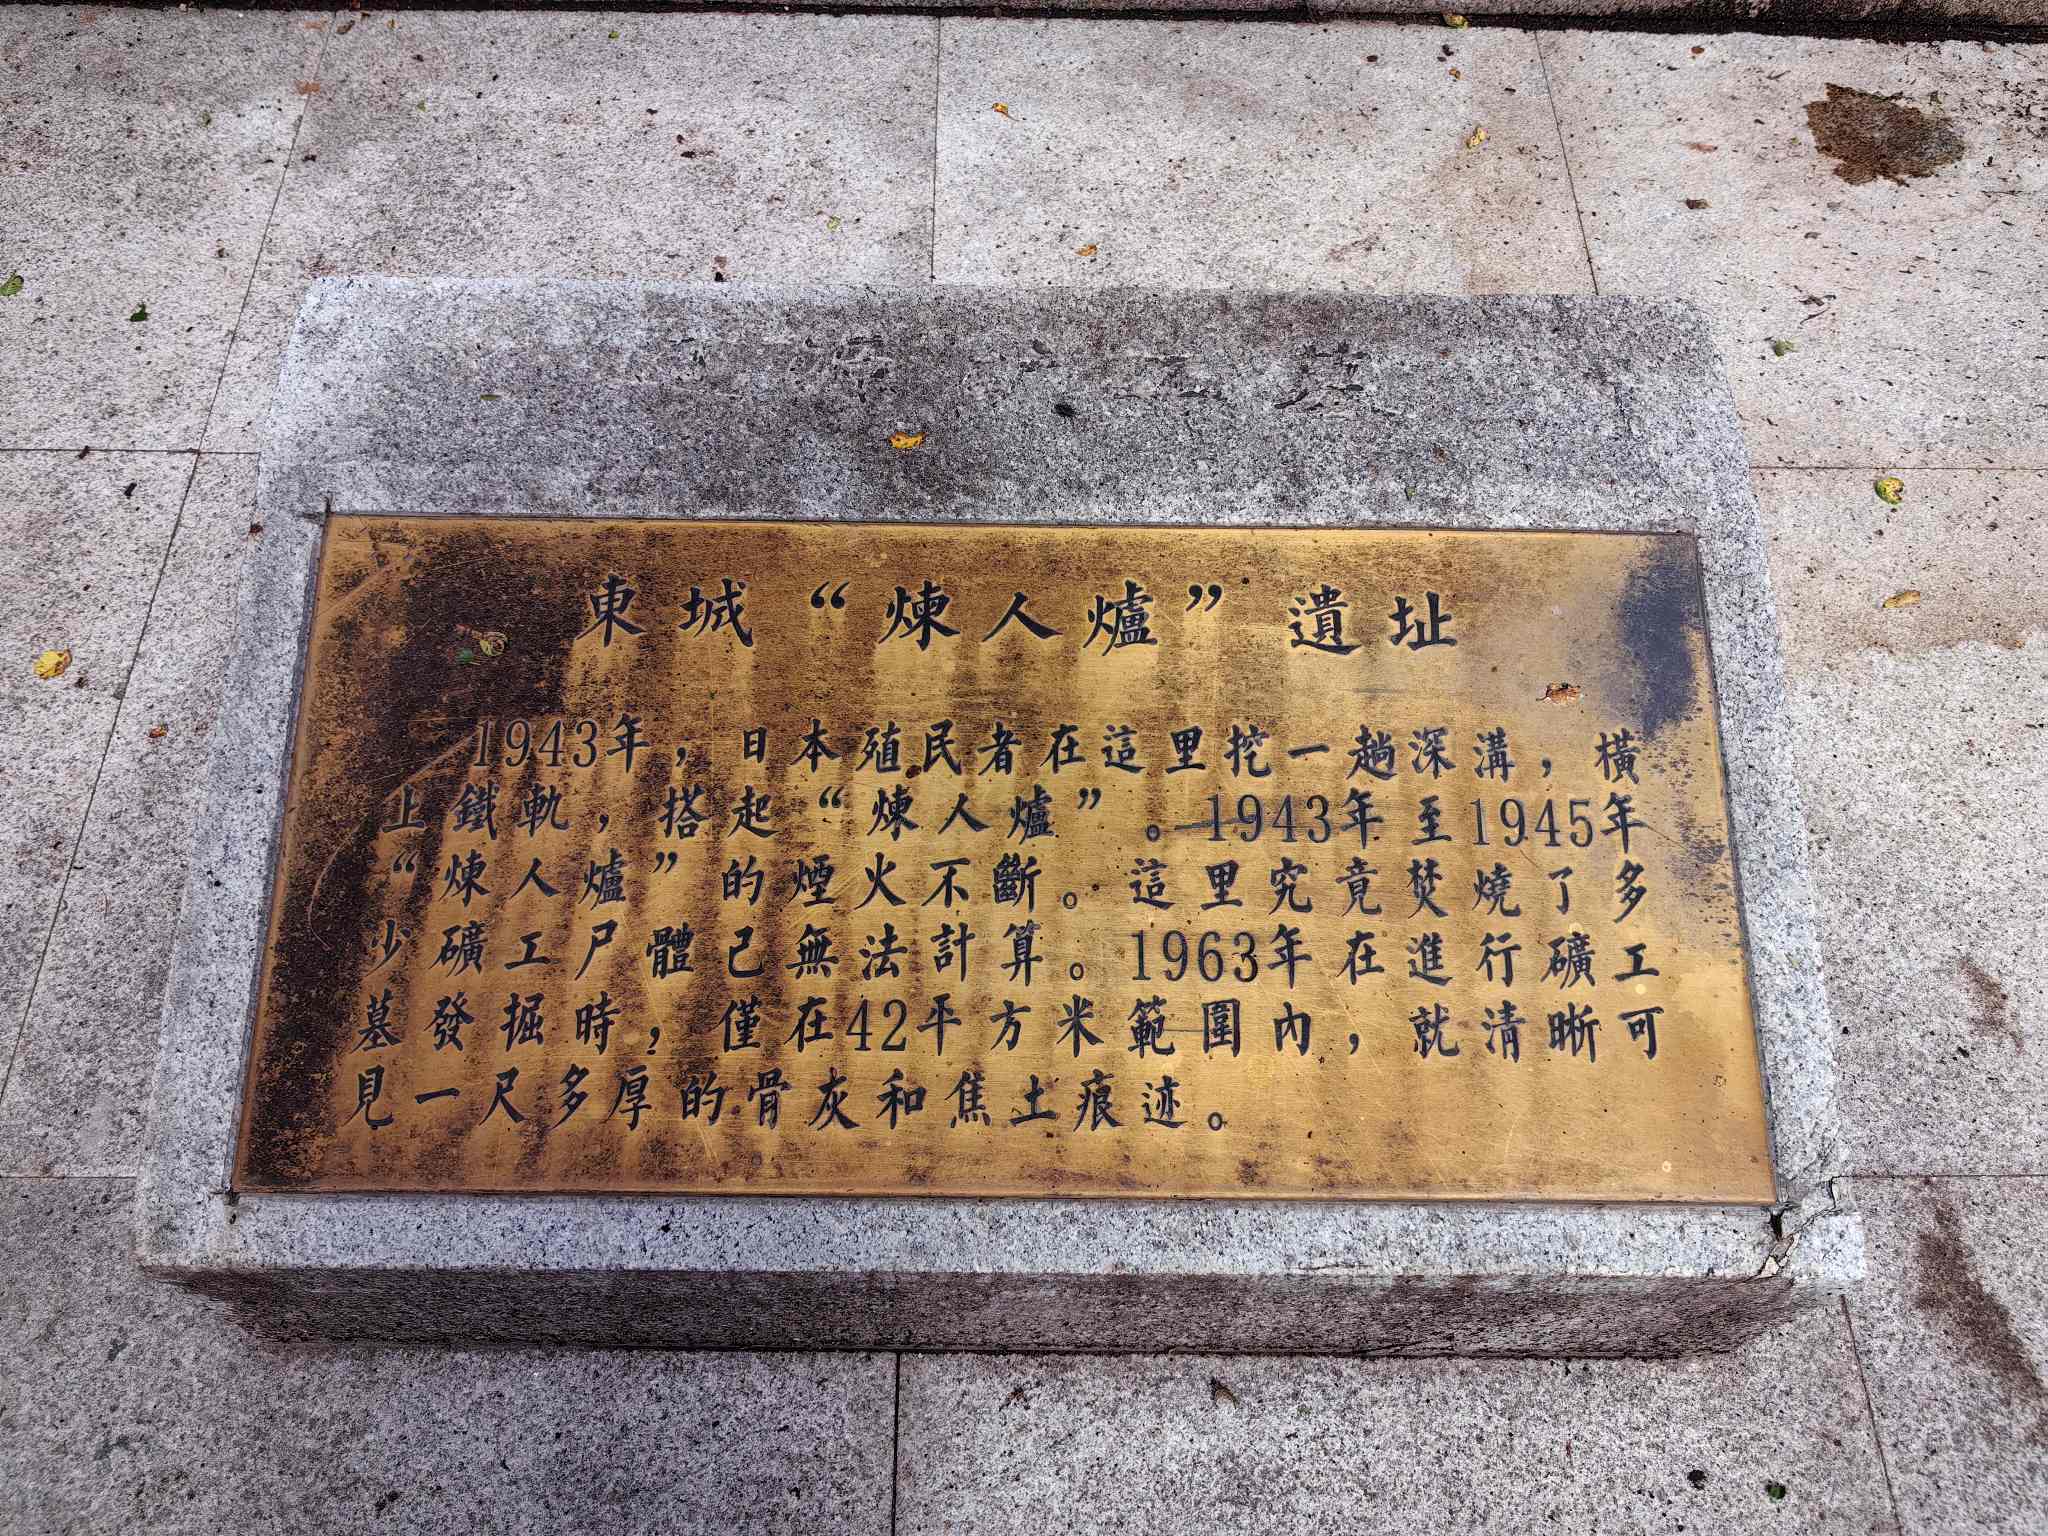 東城“煉人爐”遺址
1943年，日本殖民者在這里挖一趟深溝，橫
上鐵軌，搭起“煉人爐”。1943年至1945年
“煉人爐”的煙火不斷。這里究竟焚燒了多
少礦工尸體已無法計算。1963年在進行礦工
墓發掘時，僅在42平方米範圍內，就清晰可
見一尺多厚的骨灰和焦土痕迹。